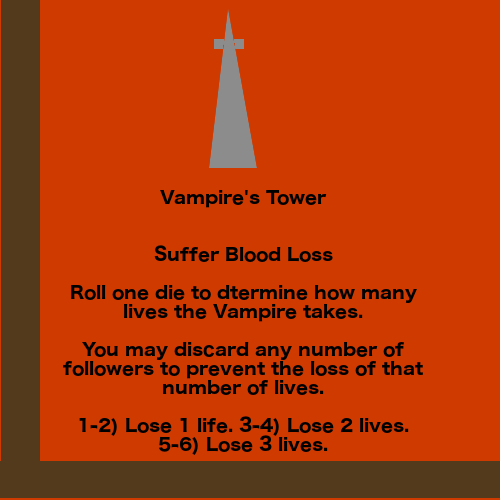 Vampire's Tower
Suffer Blood Loss
Roll one die to dtermine how many
lives the Vampire takes.
You may discard any number of
followers to prevent the loss of that
number of lives.
1-2) Lose 1 life. 3-4) Lose 2 lives.
5-6) Lose 3 lives.